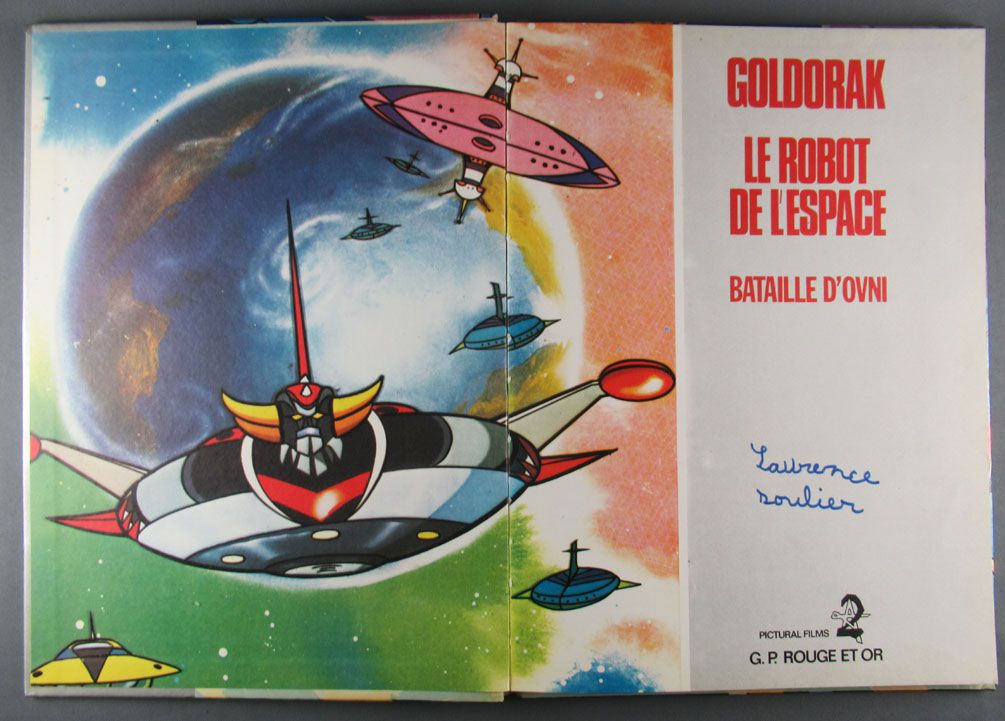 GOLDORAK
LE ROBOT
DE L'ESPACE
BATAILLE D'OVNI
Laurence
soulier
PICTURAL FILMS
G. P. ROUGE ET OR